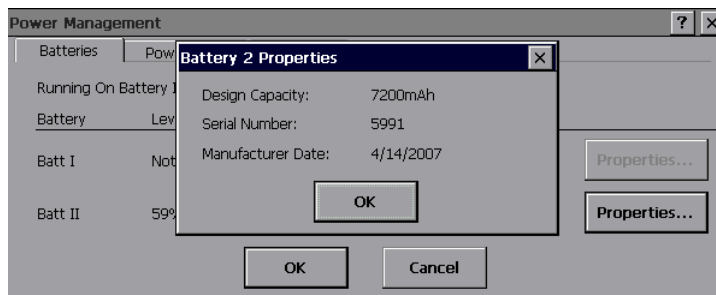 Power Management ? ×
Batteries Pow
Battery 2 Properties ×
Running On Battery
Design Capacity: 7200mAh
Battery Lev
Serial Number: 5991
Manufacturer Date: 4/14/2007
Batt I Not Properties...
OK
Batt II 59% Properties...
OK Cancel